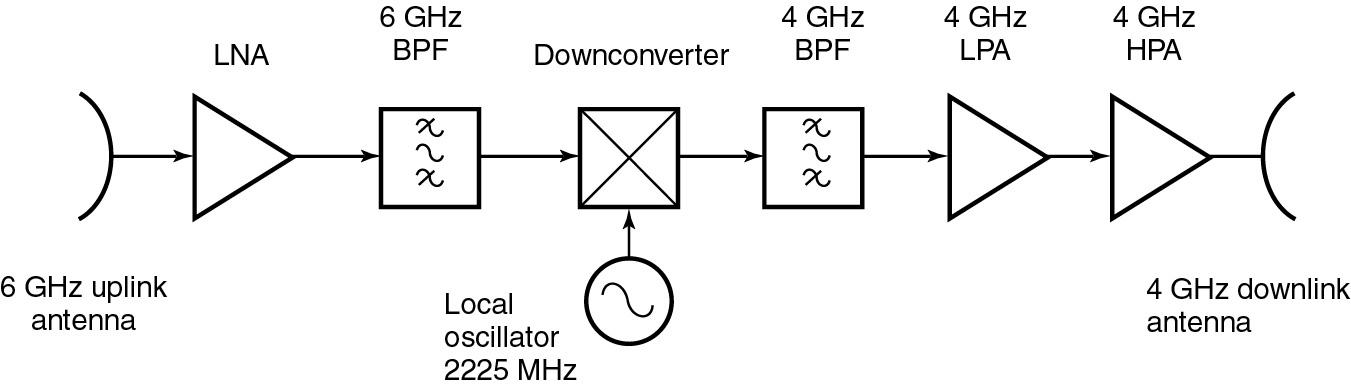 LNA
6 GHz
BPF
Downconverter
4 GHz
BPF
4 GHz
LPA
4 GHz
HPA
6 GHz uplink
antenna
Local
oscillator
2225 MHz
4 GHz downlink
antenna